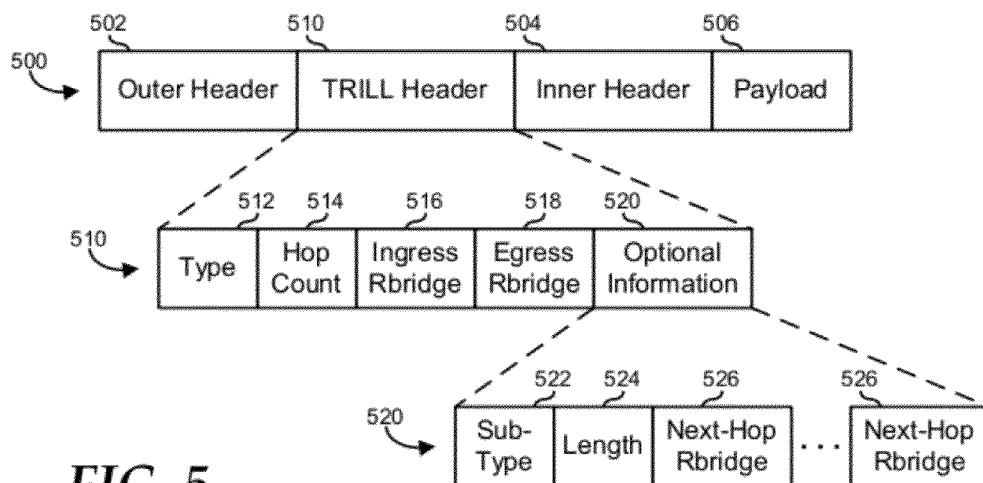 502 510 504 506
500
Outer Header TRILL Header Inner Header Payload
512 514 516 518 520
510
Type Hop Count Ingress Rbridge Egress Rbridge Optional Information
522 524 526 526
520
Sub-Type Length Next-Hop Rbridge ... Next-Hop Rbridge
FIG. 5